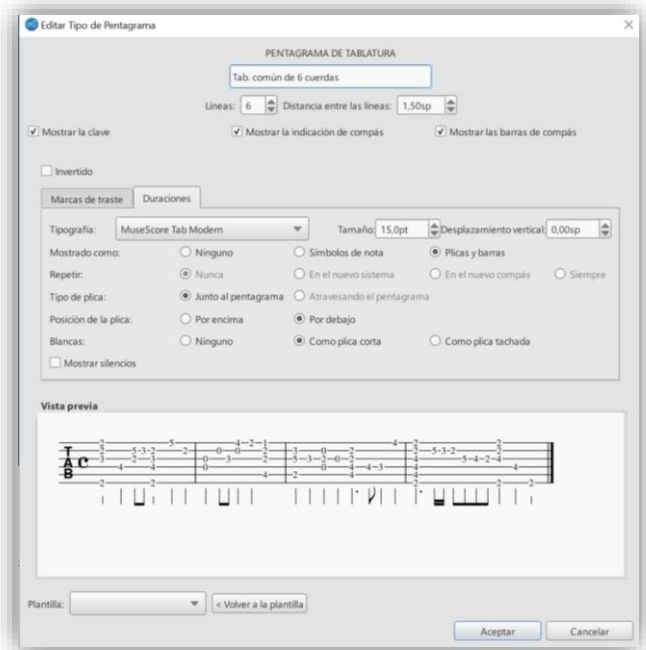 Editar Tipo de Pentagrama
PENTAGRAMA DE TABLATURA
Tab. común de 6 cuerdas
Líneas: 6 Distancia entre las líneas: 1,50sp
Mostrar la clave Mostrar la indicación de compás Mostrar las barras de compás
Invertido
Marcas de traste Duraciones
Tipografía: MuseScore Tab Modern Tamaño: 15,0pt Desplazamiento vertical: 0,00sp
Mostrado como: Ninguno Símbolos de nota Plicas y barras
Repetir: Nunca En el nuevo sistema En el nuevo compás Siempre
Tipo de plica: Junto al pentagrama Atravesando el pentagrama
Posición de la plica: Por encima Por debajo
Blancas: Ninguno Como plica corta Como plica tachada
Mostrar silencios
Vista previa
TAB
Plantilla: < Volver a la plantilla
Aceptar Cancelar